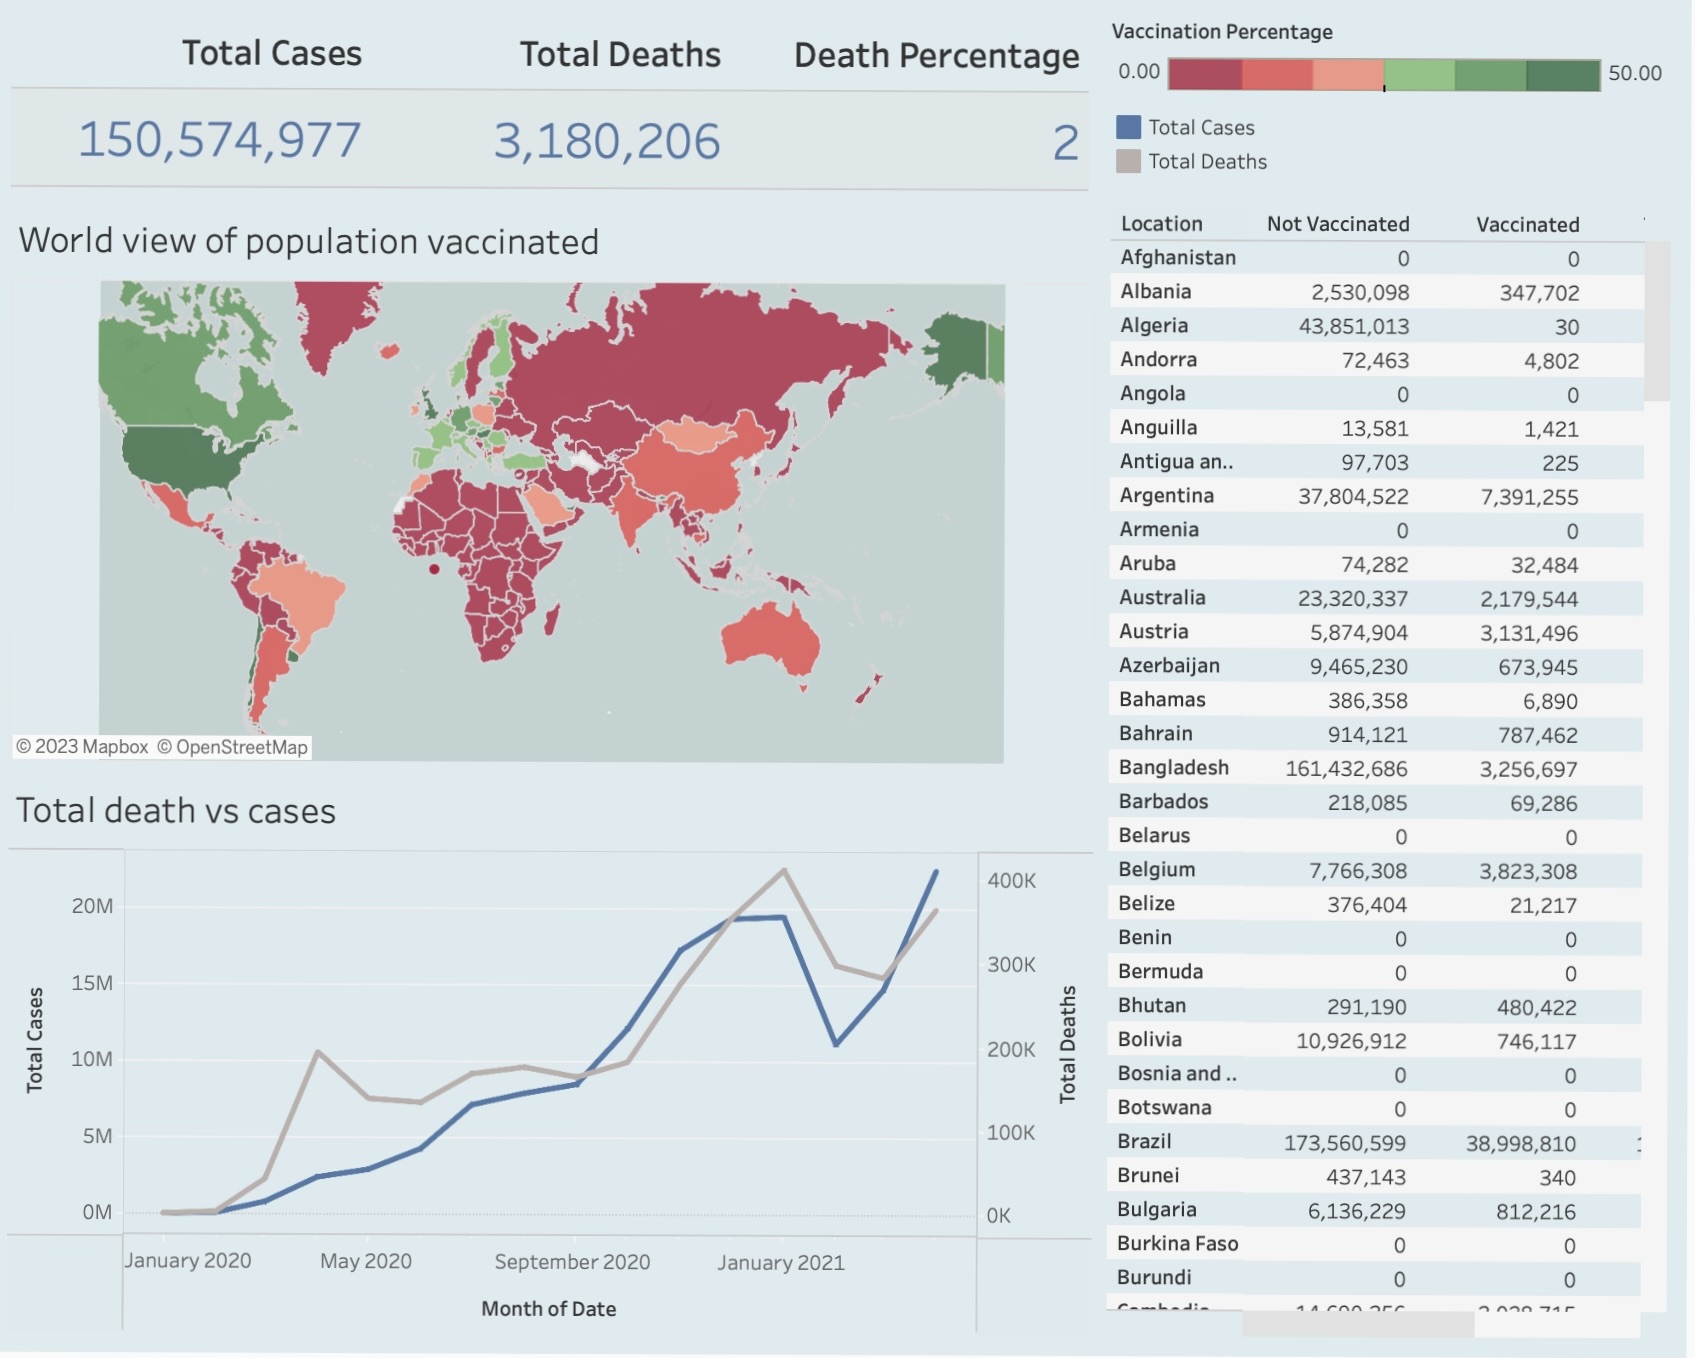 Total Cases Total Deaths Death Percentage
150,574,977 3,180,206 2
World view of population vaccinated
© 2023 Mapbox © OpenStreetMap
Total death vs cases
Total Cases
20M
15M
10M
5M
0M
400K
300K
200K
100K
0K
Total Deaths
January 2020 May 2020 September 2020 January 2021
Month of Date
Vaccination Percentage
0.00 50.00
Total Cases
Total Deaths
Location Not Vaccinated Vaccinated
Afghanistan 0 0
Albania 2,530,098 347,702
Algeria 43,851,013 30
Andorra 72,463 4,802
Angola 0 0
Anguilla 13,581 1,421
Antigua an.. 97,703 225
Argentina 37,804,522 7,391,255
Armenia 0 0
Aruba 74,282 32,484
Australia 23,320,337 2,179,544
Austria 5,874,904 3,131,496
Azerbaijan 9,465,230 673,945
Bahamas 386,358 6,890
Bahrain 914,121 787,462
Bangladesh 161,432,686 3,256,697
Barbados 218,085 69,286
Belarus 0 0
Belgium 7,766,308 3,823,308
Belize 376,404 21,217
Benin 0 0
Bermuda 0 0
Bhutan 291,190 480,422
Bolivia 10,926,912 746,117
Bosnia and .. 0 0
Botswana 0 0
Brazil 173,560,599 38,998,810
Brunei 437,143 340
Bulgaria 6,136,229 812,216
Burkina Faso 0 0
Burundi 0 0
Cambodia